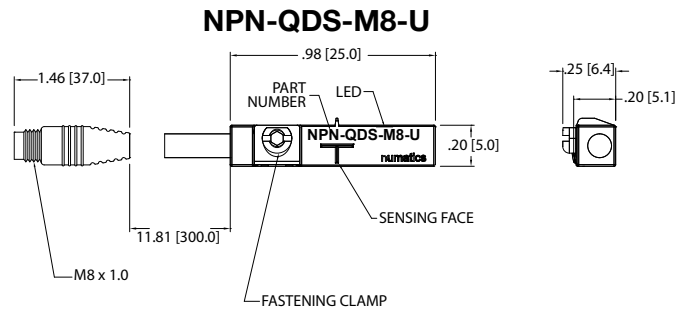 NPN-QDS-M8-U
.98 [25.0]
1.46 [37.0]
.25 [6.4]
PART
NUMBER
LED
.20 [5.1]
NPN-QDS-M8-U
numatics
.20 [5.0]
SENSING FACE
11.81 [300.0]
M8 x 1.0
FASTENING CLAMP